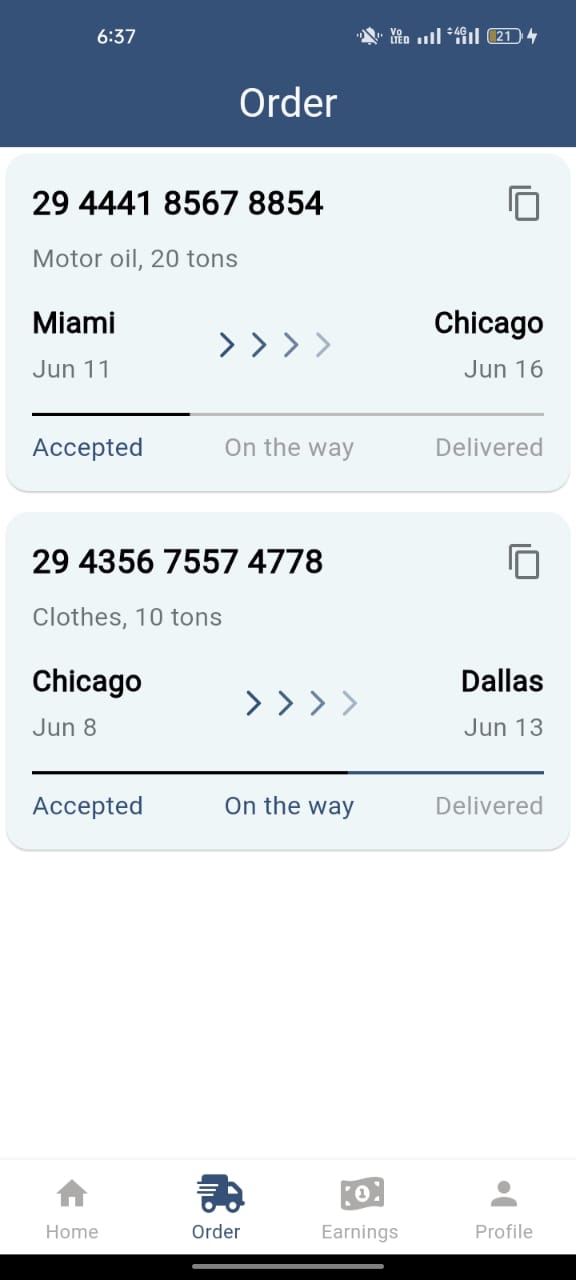 6:37 Vo LTED 4G 21
Order
29 4441 8567 8854
Motor oil, 20 tons
Miami Chicago
Jun 11 Jun 16
Accepted On the way Delivered
29 4356 7557 4778
Clothes, 10 tons
Chicago Dallas
Jun 8 Jun 13
Accepted On the way Delivered
1
Home Order Earnings Profile